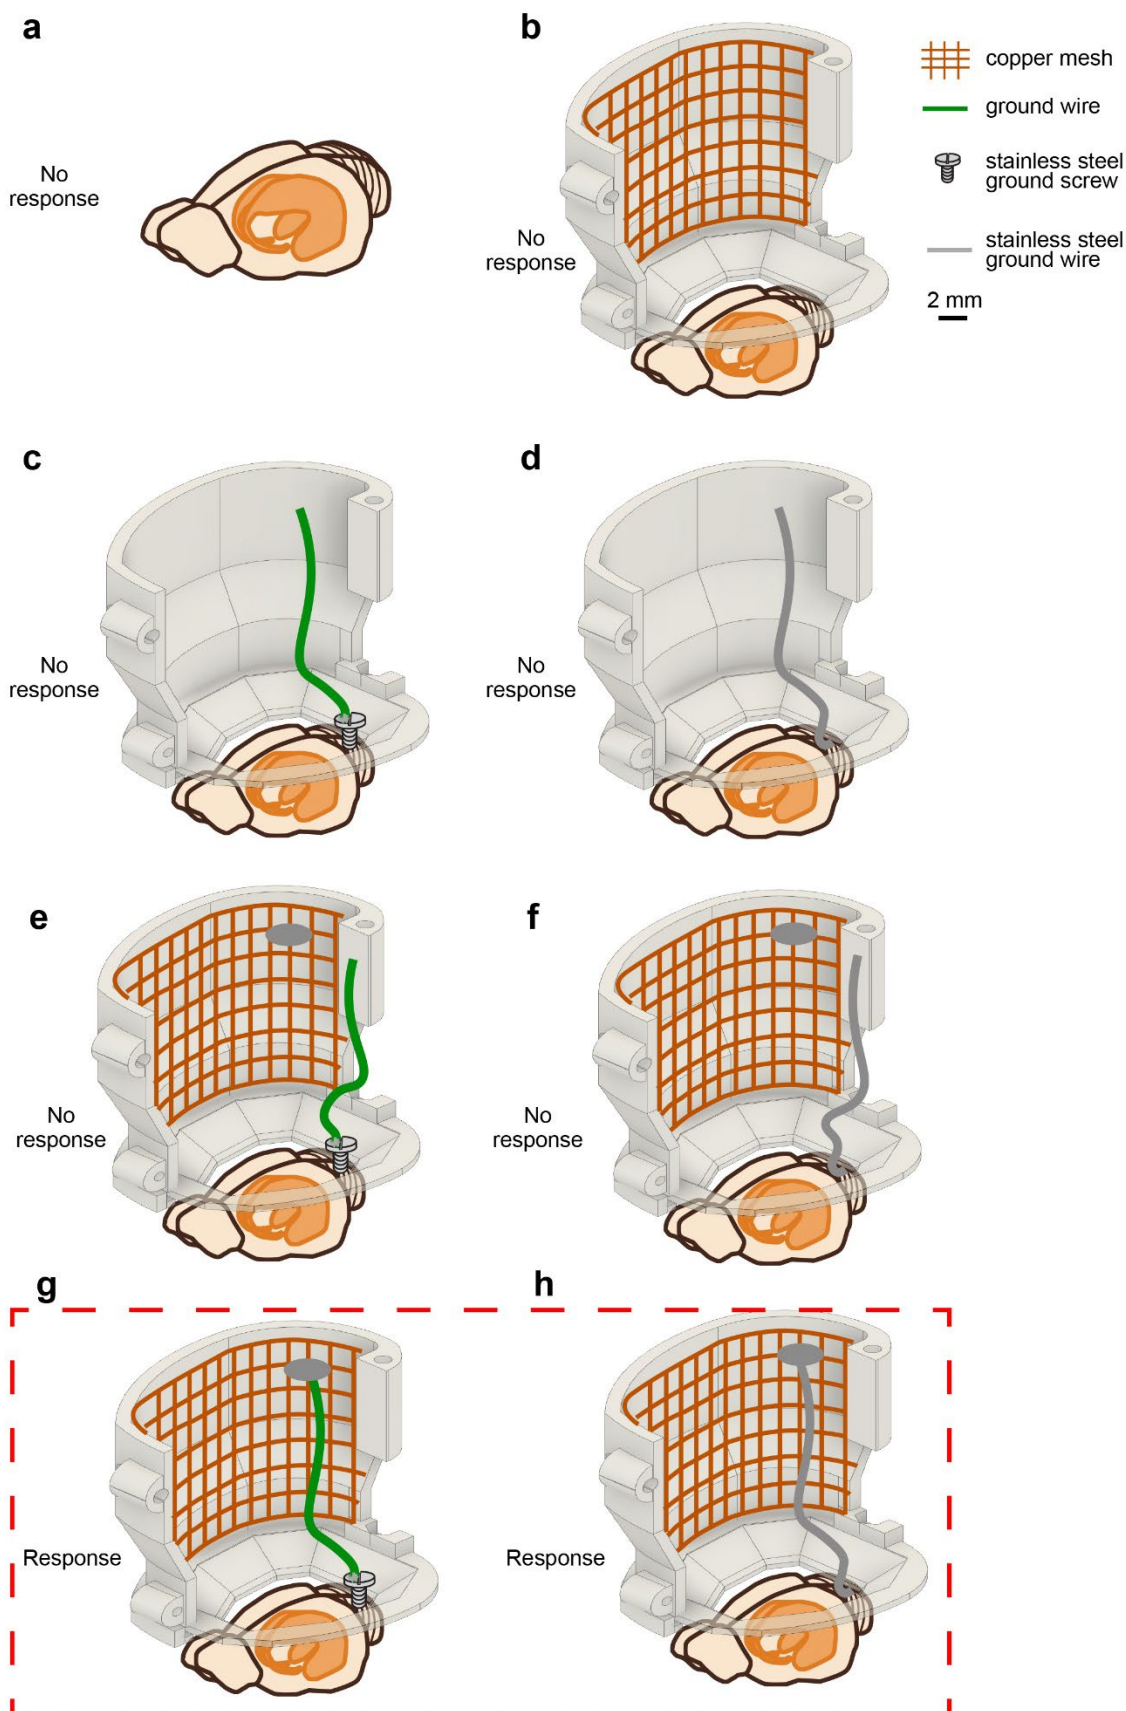 a
b
copper mesh
ground wire
stainless steel
ground screw
stainless steel
ground wire
2 mm
No
response
No
response
c
d
No
response
No
response
e
f
No
response
No
response
g
h
Response
Response